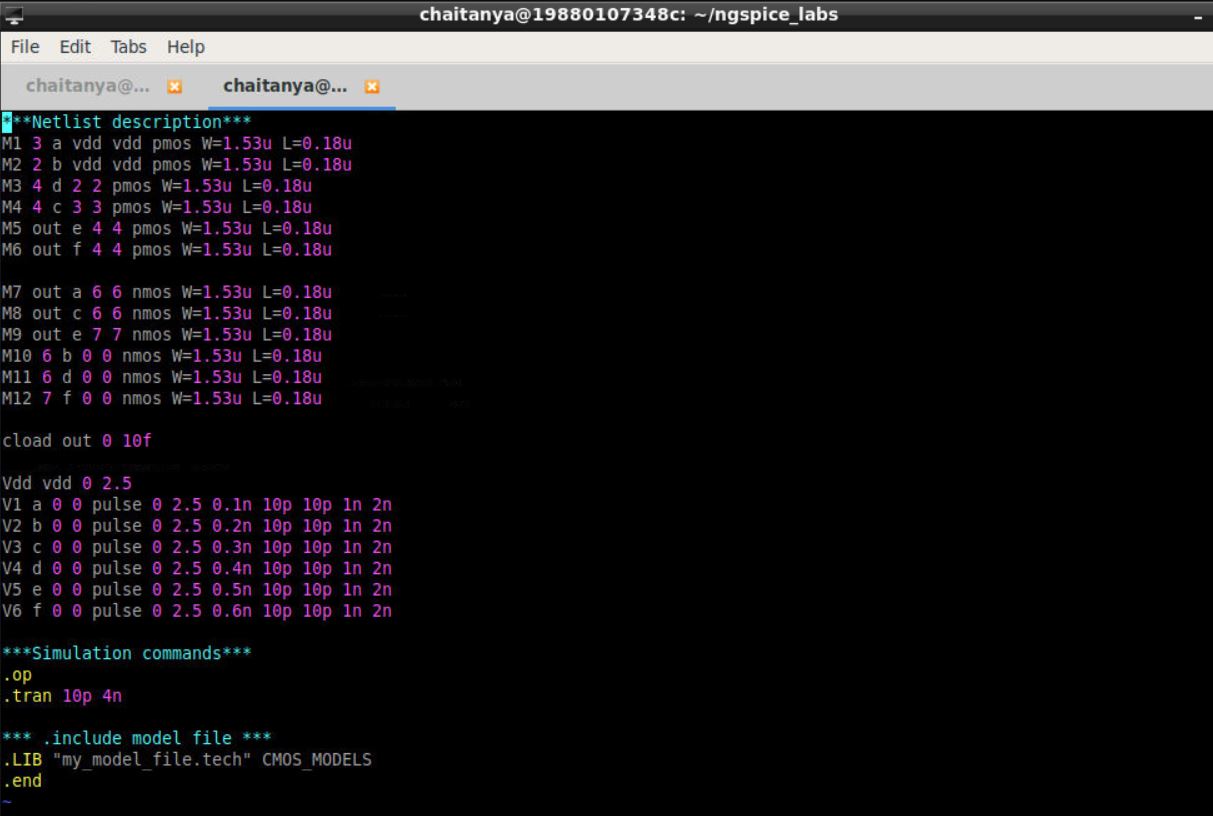 chaitanya@19880107348c: ~/ngspice_labs
File Edit Tabs Help
chaitanya@... chaitanya@...
***Netlist description***
M1 3 a vdd vdd pmos W=1.53u L=0.18u
M2 2 b vdd vdd pmos W=1.53u L=0.18u
M3 4 d 2 2 pmos W=1.53u L=0.18u
M4 4 c 3 3 pmos W=1.53u L=0.18u
M5 out e 4 4 pmos W=1.53u L=0.18u
M6 out f 4 4 pmos W=1.53u L=0.18u
M7 out a 6 6 nmos W=1.53u L=0.18u
M8 out c 6 6 nmos W=1.53u L=0.18u
M9 out e 7 7 nmos W=1.53u L=0.18u
M10 6 b 0 0 nmos W=1.53u L=0.18u
M11 6 d 0 0 nmos W=1.53u L=0.18u
M12 7 f 0 0 nmos W=1.53u L=0.18u
cload out 0 10f
Vdd vdd 0 2.5
V1 a 0 0 pulse 0 2.5 0.1n 10p 10p 1n 2n
V2 b 0 0 pulse 0 2.5 0.2n 10p 10p 1n 2n
V3 c 0 0 pulse 0 2.5 0.3n 10p 10p 1n 2n
V4 d 0 0 pulse 0 2.5 0.4n 10p 10p 1n 2n
V5 e 0 0 pulse 0 2.5 0.5n 10p 10p 1n 2n
V6 f 0 0 pulse 0 2.5 0.6n 10p 10p 1n 2n
***Simulation commands***
.op
.tran 10p 4n
*** .include model file ***
.LIB "my_model_file.tech" CMOS_MODELS
.end
~